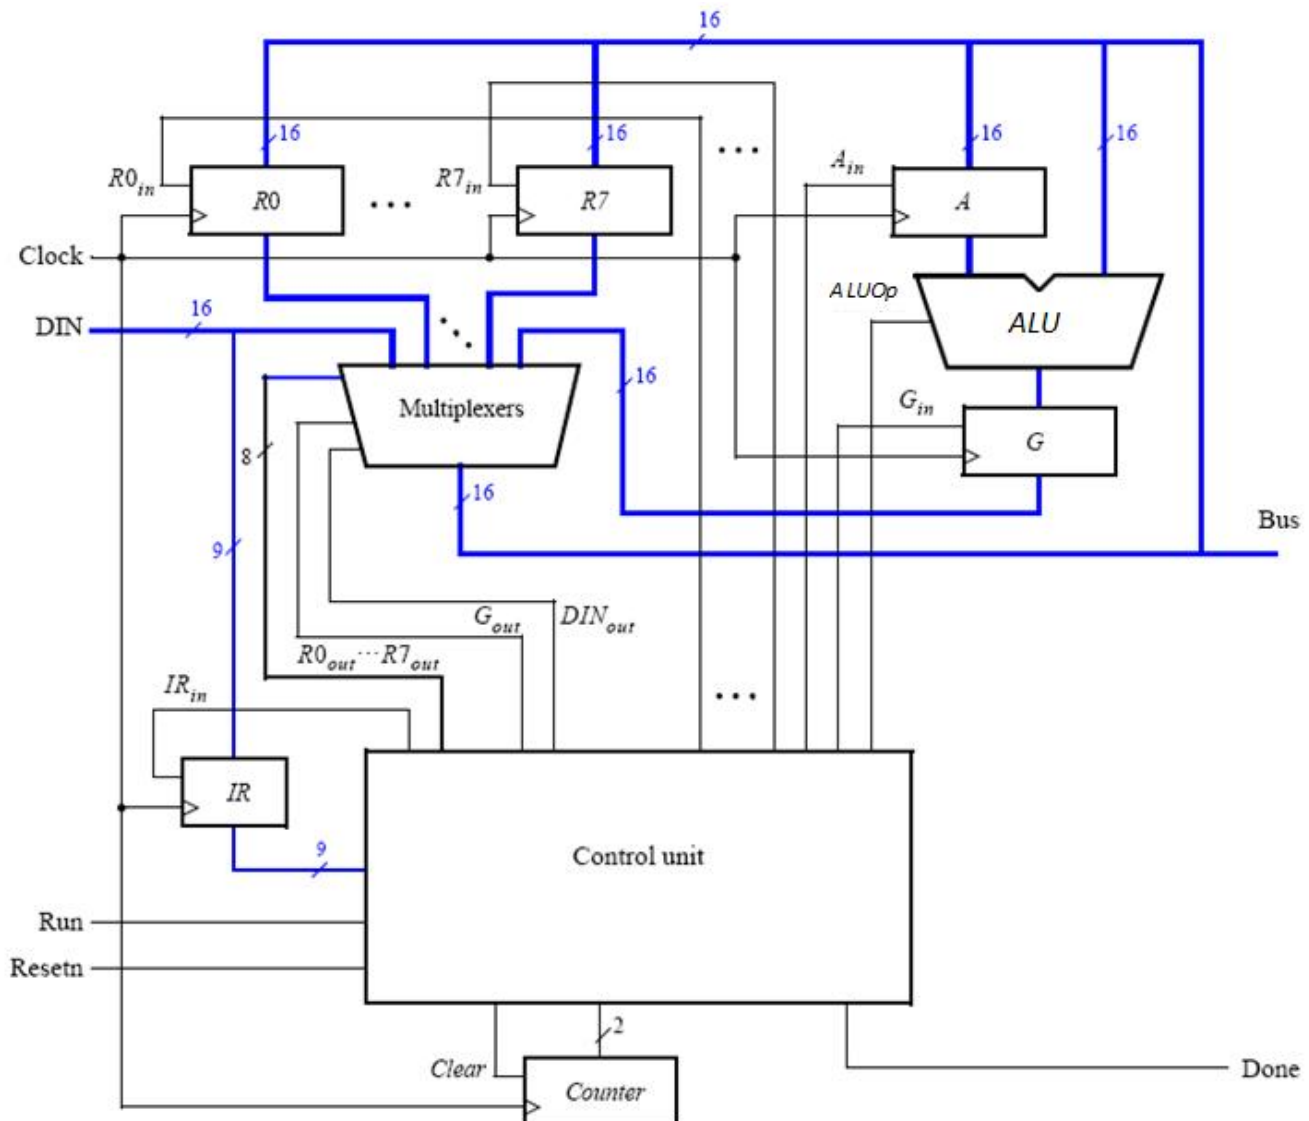 16
16
16
16
16
R0in
R0
...
R7in
R7
...
Ain
A
Clock
DIN
16
ALUOp
ALU
Multiplexers
16
Gin
G
8
16
Bus
9
Gout
DINout
R0out...R7out
IRin
...
IR
9
Control unit
Run
Resetn
2
Clear
Counter
Done